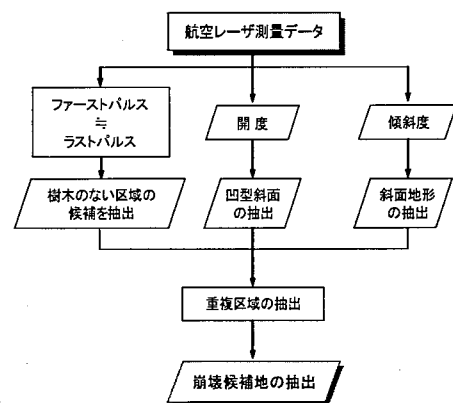 航空レーザ測量データ
ファーストパルス
≒
ラストパルス
開度
傾斜度
樹木のない区域の
候補を抽出
凹型斜面
の抽出
斜面地形
の抽出
重複区域の抽出
崩壊候補地の抽出